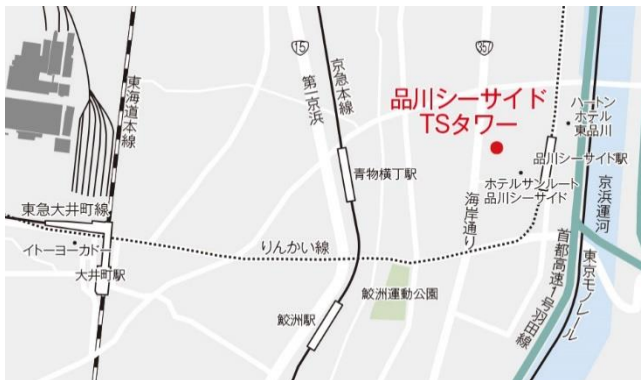 15
357
東海道本線
第一京浜
京急本線
品川シーサイド
TSタワー
ハートン
ホテル
東品川
青物横丁駅
品川シーサイド駅
ホテルサンルート
品川シーサイド
海岸通り
京浜運河
東急大井町線
イトーヨーカドー
大井町駅
りんかい線
首都高速1号羽田線
東京モノレール
鮫洲運動公園
鮫洲駅